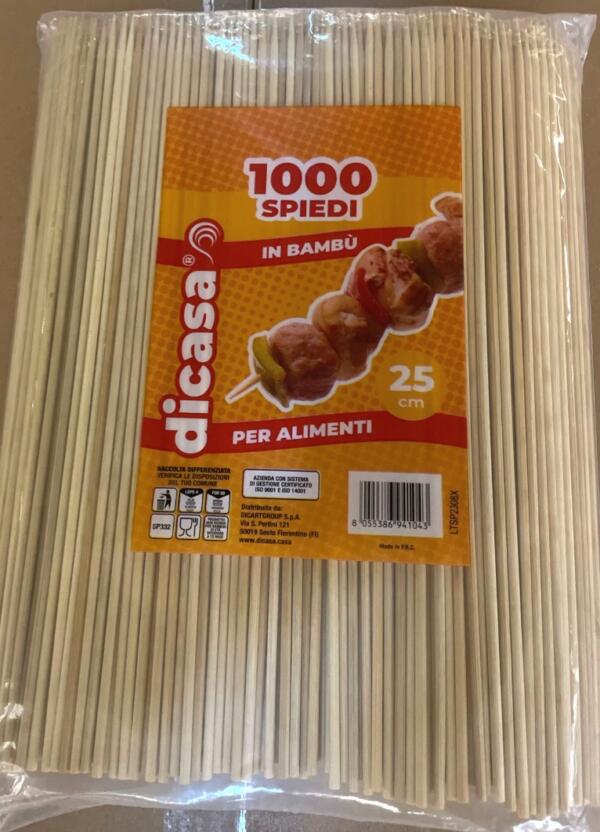 1000
SPIEDI
IN BAMBÙ
dicasa®
25
cm
PER ALIMENTI
RACCOLTA DIFFERENZIATA
VERIFICA LE DISPOSIZIONI
DEL TUO COMUNE
AZIENDA CON SISTEMA
DI GESTIONE CERTIFICATO
ISO 9001 E ISO 14001
SP332
Distribuito da:
DICARTGROUP S.p.A.
Via S. Pertini 121
50019 Sesto Fiorentino (FI)
www.dicasa.casa
8 055386 941043
LTSP2308X
Made in P.R.C.